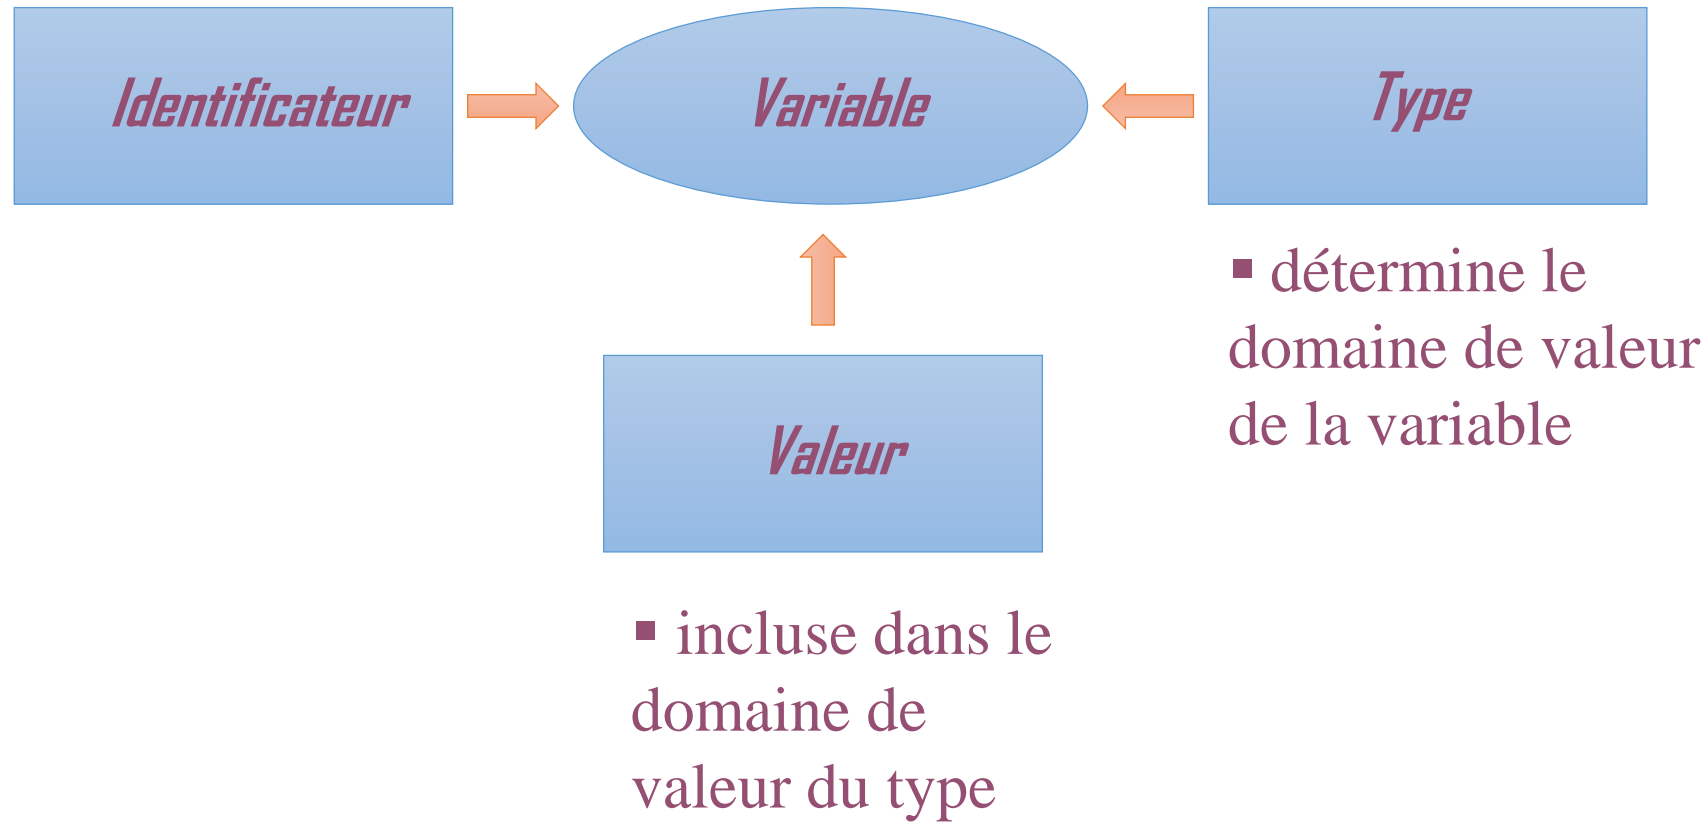 Identificateur
Variable
Type
▪ détermine le
domaine de valeur
de la variable
Valeur
▪ incluse dans le
domaine de
valeur du type